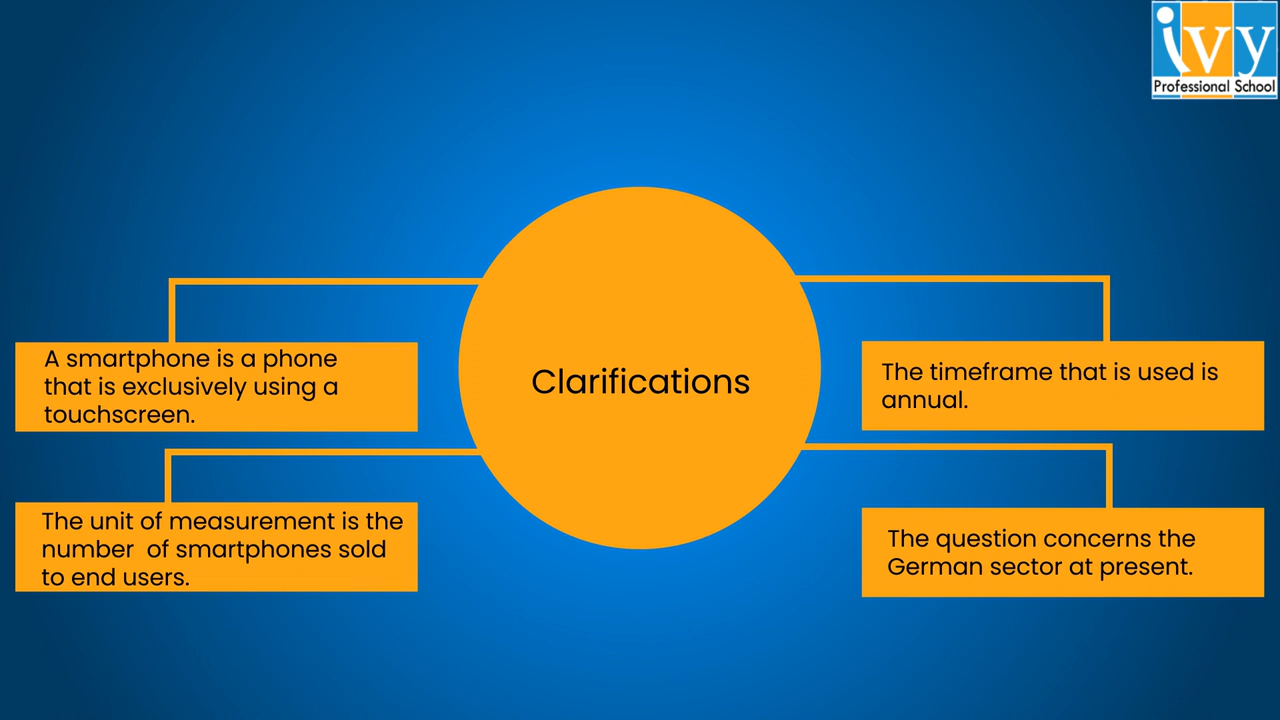 ivy
Professional School
Clarifications
A smartphone is a phone
that is exclusively using a
touchscreen.
The timeframe that is used is
annual.
The unit of measurement is the
number  of smartphones sold
to end users.
The question concerns the
German sector at present.